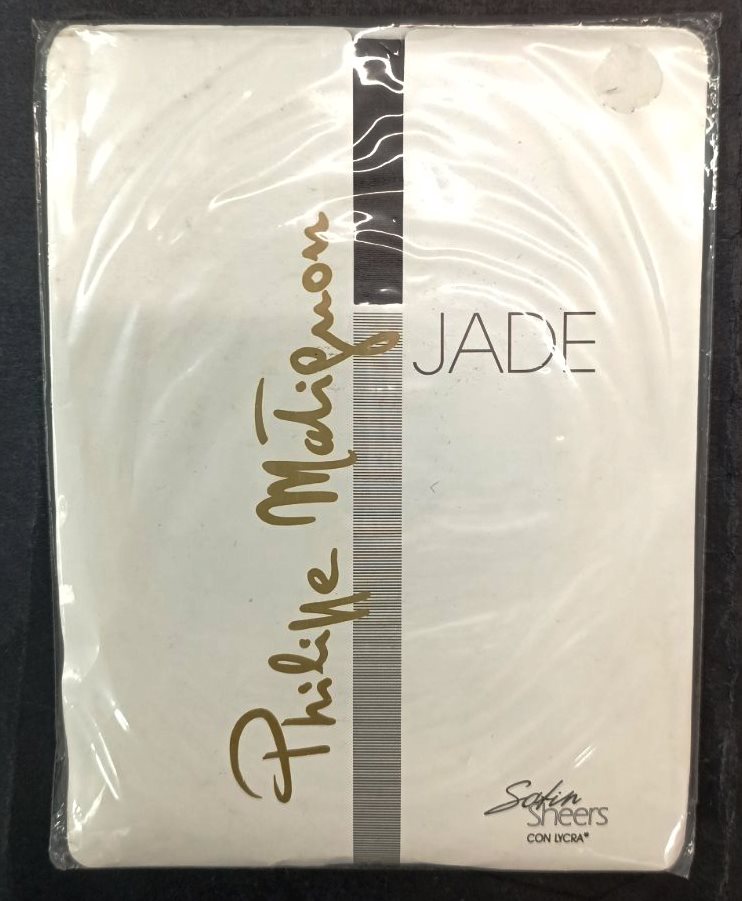 Philippe Matignon
JADE
Satin
Sheers
CON LYCRA®